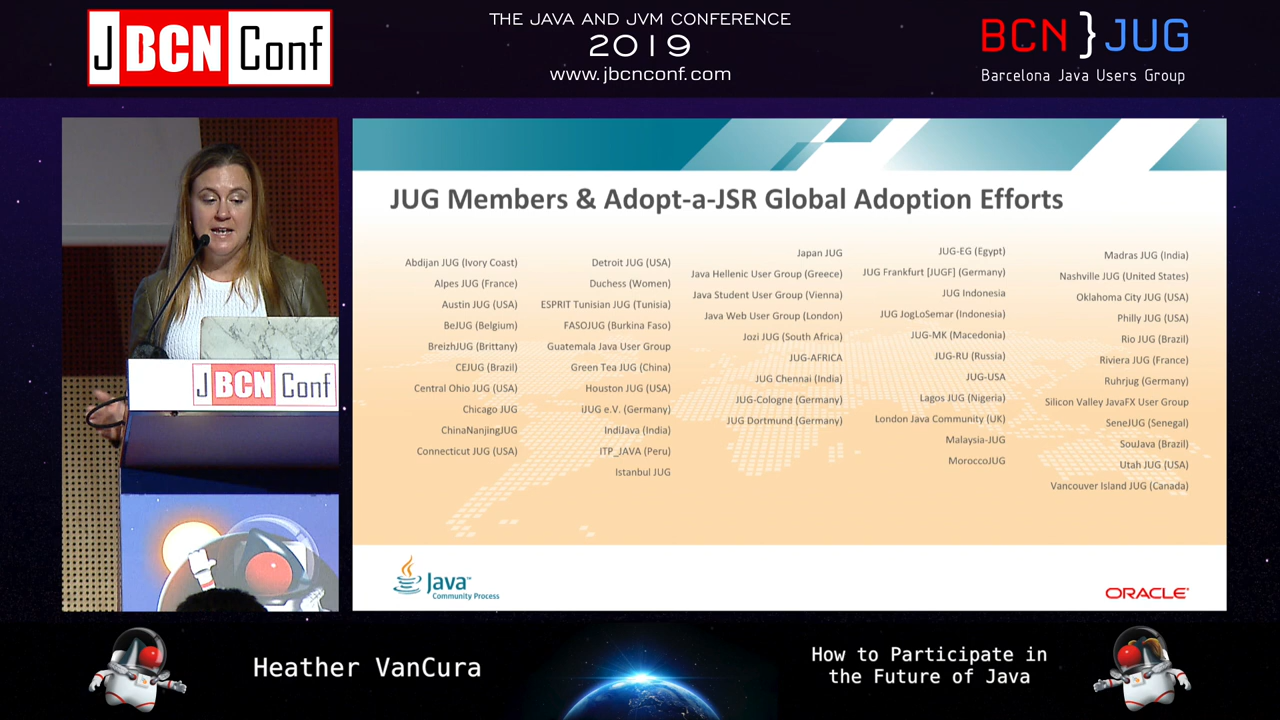 J BCN Conf
THE JAVA AND JVM CONFERENCE
2019
www.jbcnconf.com
BCN }JUG
Barcelona Java Users Group
JUG Members & Adopt-a-JSR Global Adoption Efforts
Abdijan JUG (Ivory Coast)
Alpes JUG (France)
Austin JUG (USA)
BeJUG (Belgium)
BreizhJUG (Brittany)
CEJUG (Brazil)
Central Ohio JUG (USA)
Chicago JUG
ChinaNanjingJUG
Connecticut JUG (USA)
Detroit JUG (USA)
Duchess (Women)
ESPRIT Tunisian JUG (Tunisia)
FASOJUG (Burkina Faso)
Guatemala Java User Group
Green Tea JUG (China)
Houston JUG (USA)
iJUG e.V. (Germany)
IndiJava (India)
ITP_JAVA (Peru)
Istanbul JUG
Japan JUG
Java Hellenic User Group (Greece)
Java Student User Group (Vienna)
Java Web User Group (London)
Jozi JUG (South Africa)
JUG-AFRICA
JUG Chennai (India)
JUG-Cologne (Germany)
JUG Dortmund (Germany)
JUG-EG (Egypt)
JUG Frankfurt [JUGF] (Germany)
JUG Indonesia
JUG JogLoSemar (Indonesia)
JUG-MK (Macedonia)
JUG-RU (Russia)
JUG-USA
Lagos JUG (Nigeria)
London Java Community (UK)
Malaysia-JUG
MoroccoJUG
Madras JUG (India)
Nashville JUG (United States)
Oklahoma City JUG (USA)
Philly JUG (USA)
Rio JUG (Brazil)
Riviera JUG (France)
Ruhrjug (Germany)
Silicon Valley JavaFX User Group
SeneJUG (Senegal)
SouJava (Brazil)
Utah JUG (USA)
Vancouver Island JUG (Canada)
J BCN Conf
Java™
Community Process
ORACLE®
Heather VanCura
How to Participate in
the Future of Java